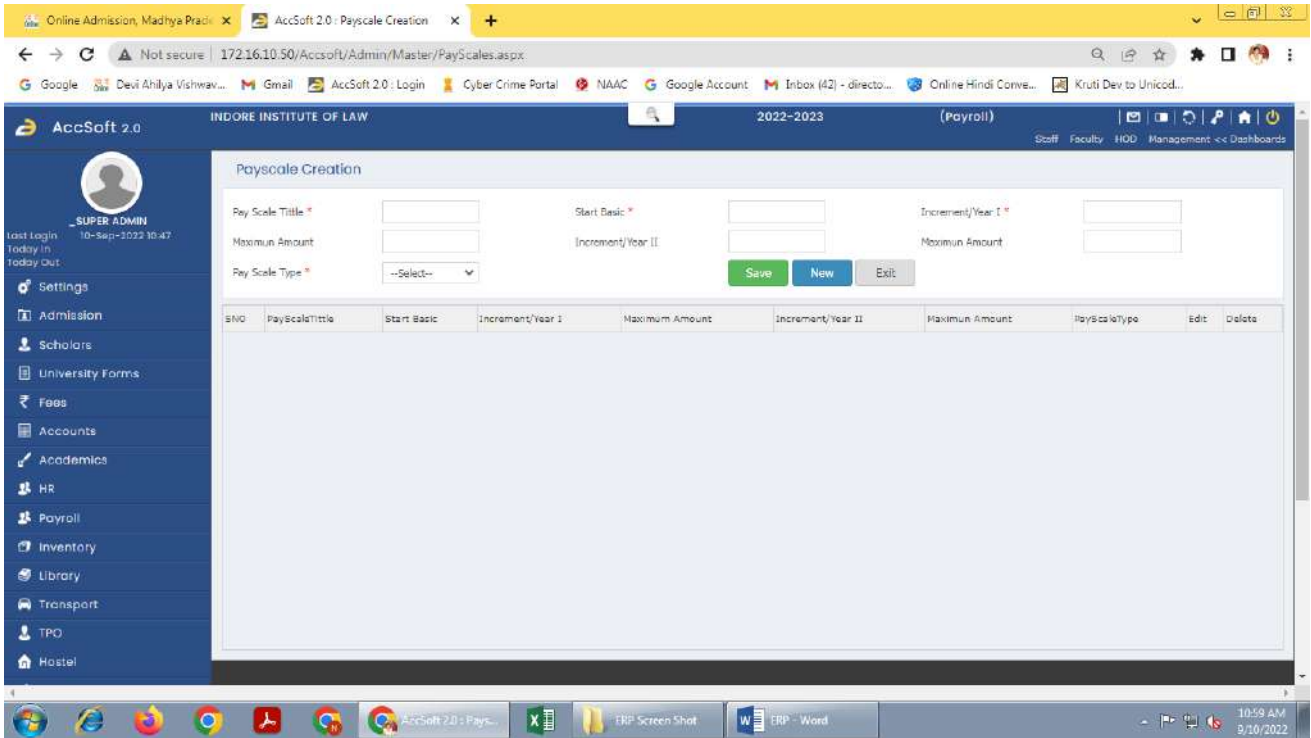 Online Admission, Madhya Prade
AccSoft 2.0 : Payscale Creation
Not secure 172.16.10.50/Accsoft/Admin/Master/PayScales.aspx
Google
Devi Ahilya Vishwav...
Gmail
AccSoft 2.0 : Login
Cyber Crime Portal
NAAC
Google Account
Inbox (42) - directo...
Online Hindi Conve...
Kruti Dev to Unicod...
AccSoft 2.0
INDORE INSTITUTE OF LAW
2022-2023
(Payroll)
Staff Faculty HOD Management << Dashboards
_SUPER ADMIN
Last Login 10-Sep-2022 10:47
Today In
Today Out
Settings
Admission
Scholars
University Forms
₹ Fees
Accounts
Academics
HR
Payroll
Inventory
Library
Transport
TPO
Hostel
Payscale Creation
Pay Scale Tittle *
Start Basic *
Increment/Year I *
Maximun Amount
Increment/Year II
Maximun Amount
Pay Scale Type *
--Select--
Save
New
Exit
SNO PayScaleTittle Start Basic Increment/Year I Maximum Amount Increment/Year II Maximun Amount PayScaleType Edit Delete
AccSoft 2.0 : Pays...
ERP Screen Shot
ERP - Word
10:59 AM
9/10/2022